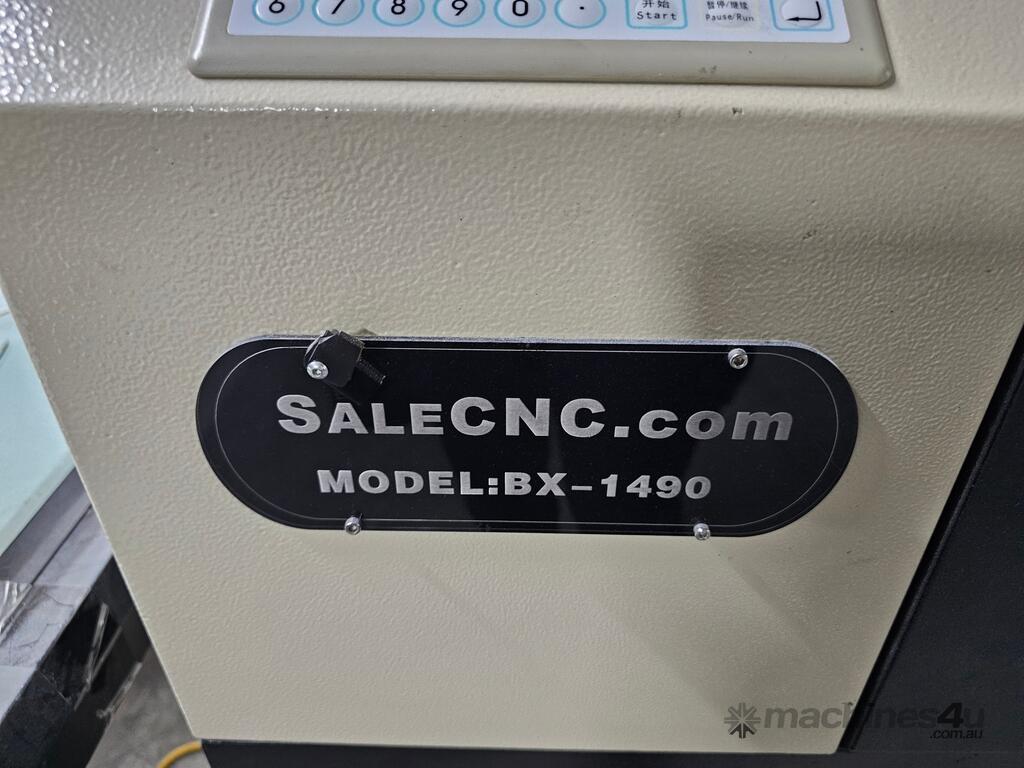 6 7 8 9 0 .
开始 暂停/继续
Start Pause/Run
SALECNC.com
MODEL:BX-1490
machines4u
.com.au